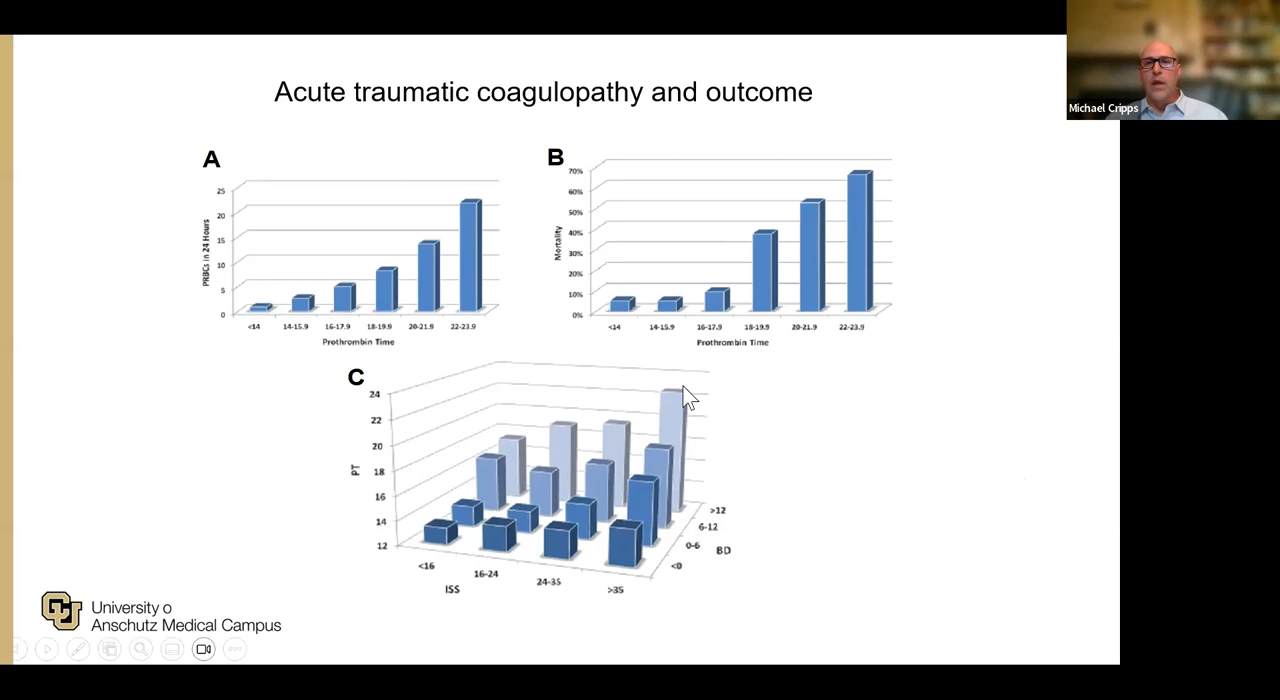 Michael Cripps
Acute traumatic coagulopathy and outcome
A
PRBCs in 24 Hours
25
20
15
10
5
0
<14 14-15.9 16-17.9 18-19.9 20-21.9 22-23.9
Prothrombin Time
B
Mortality
70%
60%
50%
40%
30%
20%
10%
0%
<14 14-15.9 16-17.9 18-19.9 20-21.9 22-23.9
Prothrombin Time
C
PT
24
22
20
18
16
14
12
<16 16-24 24-35 >35
ISS
>12
6-12
0-6
<0
BD
University o
Anschutz Medical Campus